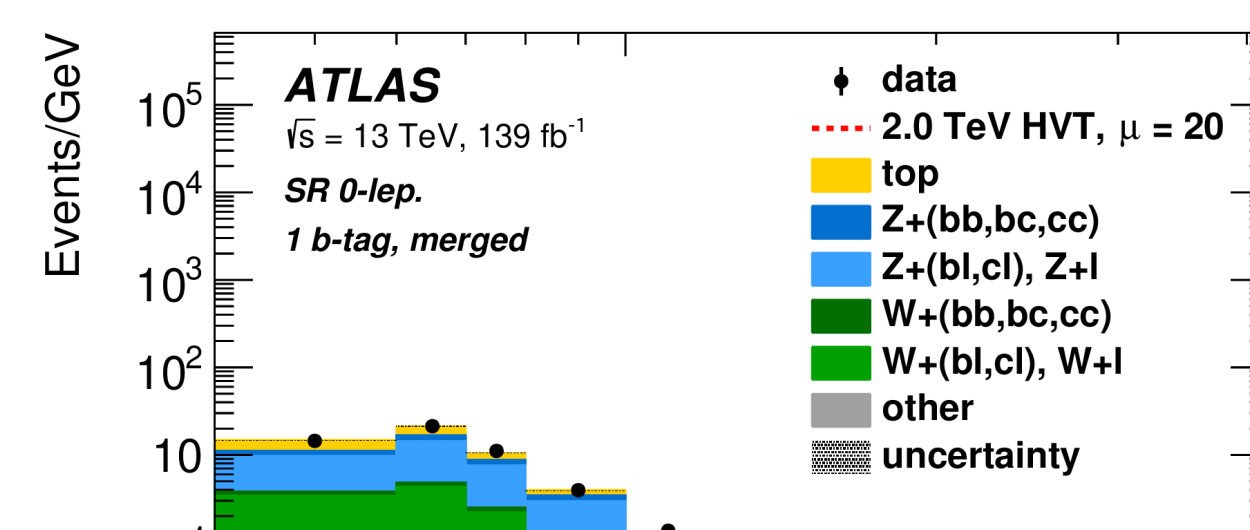 Events/GeV
10⁵
10⁴
10³
10²
10
ATLAS
√s = 13 TeV, 139 fb⁻¹
SR 0-lep.
1 b-tag, merged
data
2.0 TeV HVT, μ = 20
top
Z+(bb,bc,cc)
Z+(bl,cl), Z+l
W+(bb,bc,cc)
W+(bl,cl), W+l
other
uncertainty